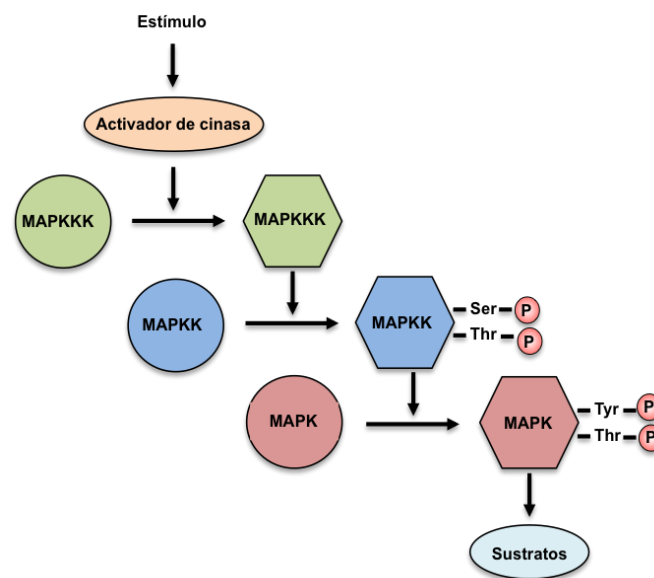 Estímulo
Activador de cinasa
MAPKKK
MAPKKK
MAPKK
MAPKK
Ser
P
Thr
P
MAPK
MAPK
Tyr
P
Thr
P
Sustratos